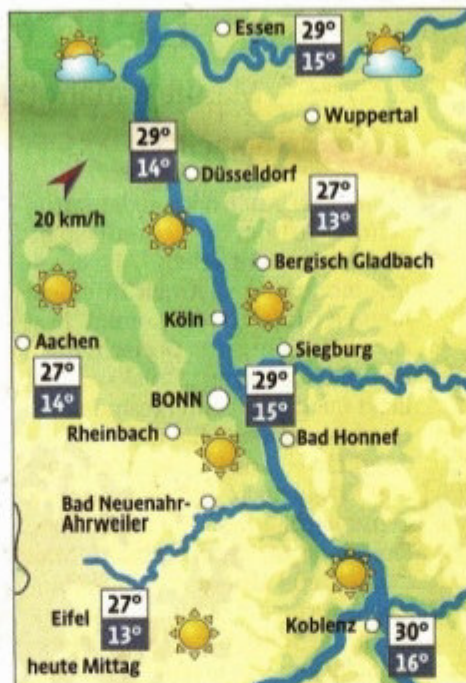 Essen
29°
15°
Wuppertal
29°
14°
Düsseldorf
27°
13°
20 km/h
Bergisch Gladbach
Köln
Aachen
27°
14°
Siegburg
BONN
29°
15°
Rheinbach
Bad Honnef
Bad Neuenahr-
Ahrweiler
Eifel
27°
13°
Koblenz
30°
16°
heute Mittag